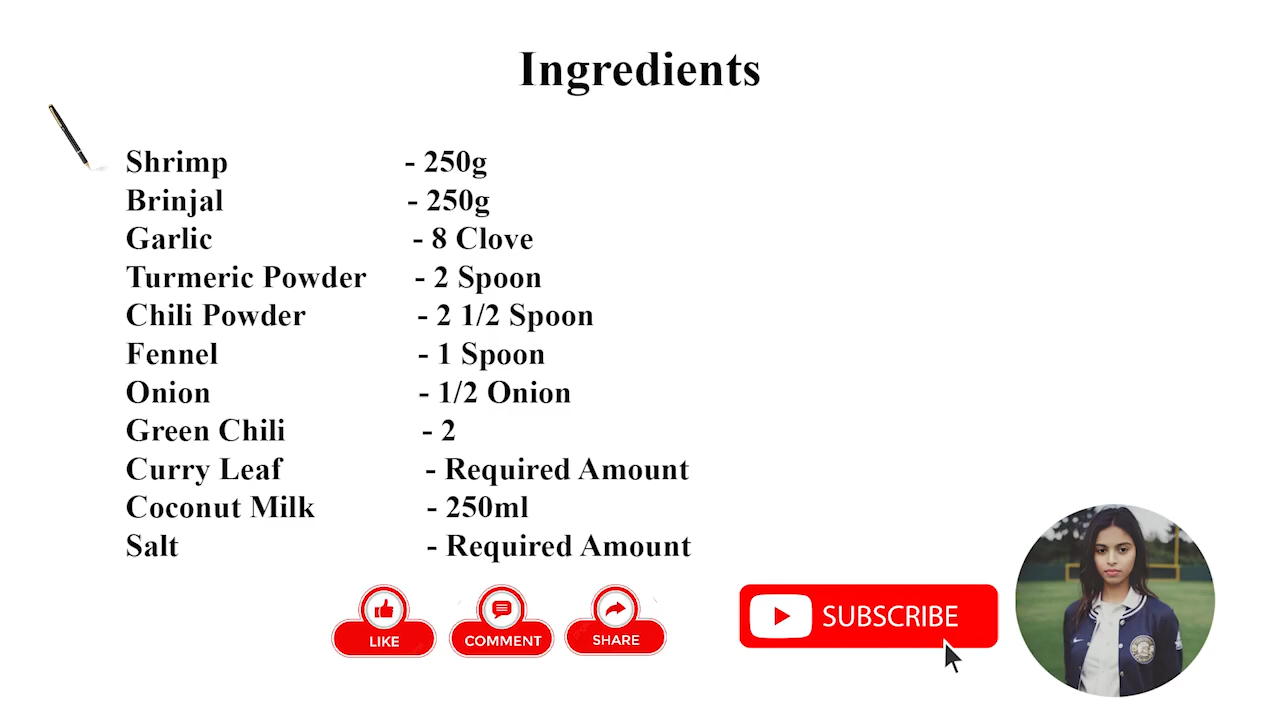 Ingredients
Shrimp - 250g
Brinjal - 250g
Garlic - 8 Clove
Turmeric Powder - 2 Spoon
Chili Powder - 2 1/2 Spoon
Fennel - 1 Spoon
Onion - 1/2 Onion
Green Chili - 2
Curry Leaf - Required Amount
Coconut Milk - 250ml
Salt - Required Amount
LIKE COMMENT SHARE SUBSCRIBE